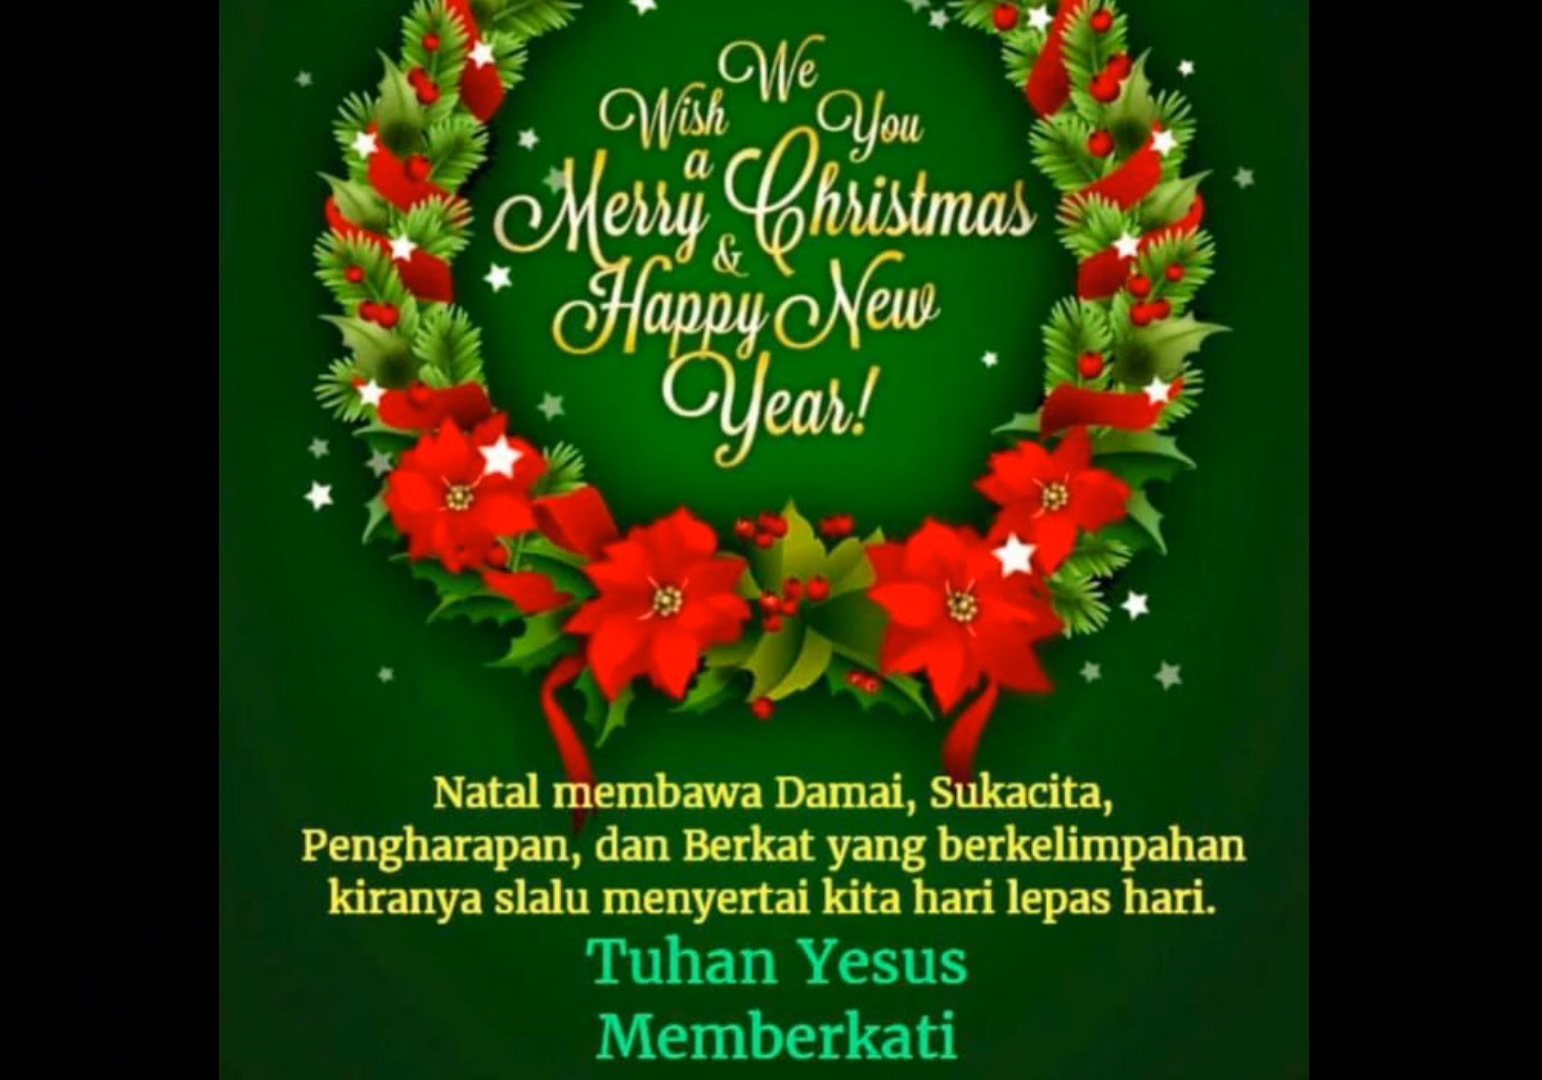 We
Wish You
a
Merry Christmas
&
Happy New
Year!
Natal membawa Damai, Sukacita,
Pengharapan, dan Berkat yang berkelimpahan
kiranya slalu menyertai kita hari lepas hari.
Tuhan Yesus
Memberkati